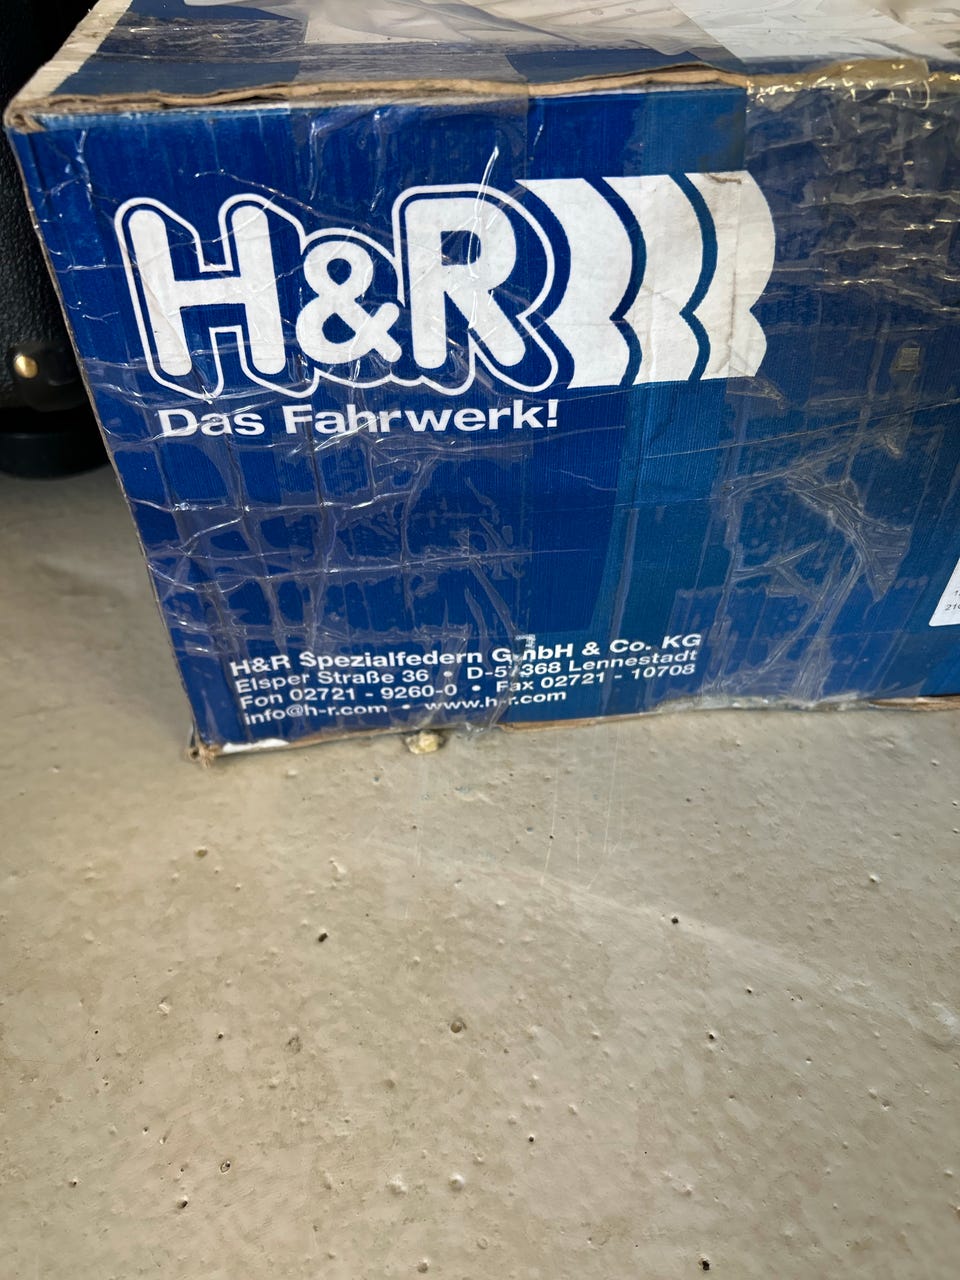 H&R
Das Fahrwerk!
H&R Spezialfedern GmbH & Co. KG
Elsper Straße 36 • D-57368 Lennestadt
Fon 02721 - 9260-0 • Fax 02721 - 10708
info@h-r.com • www.h-r.com